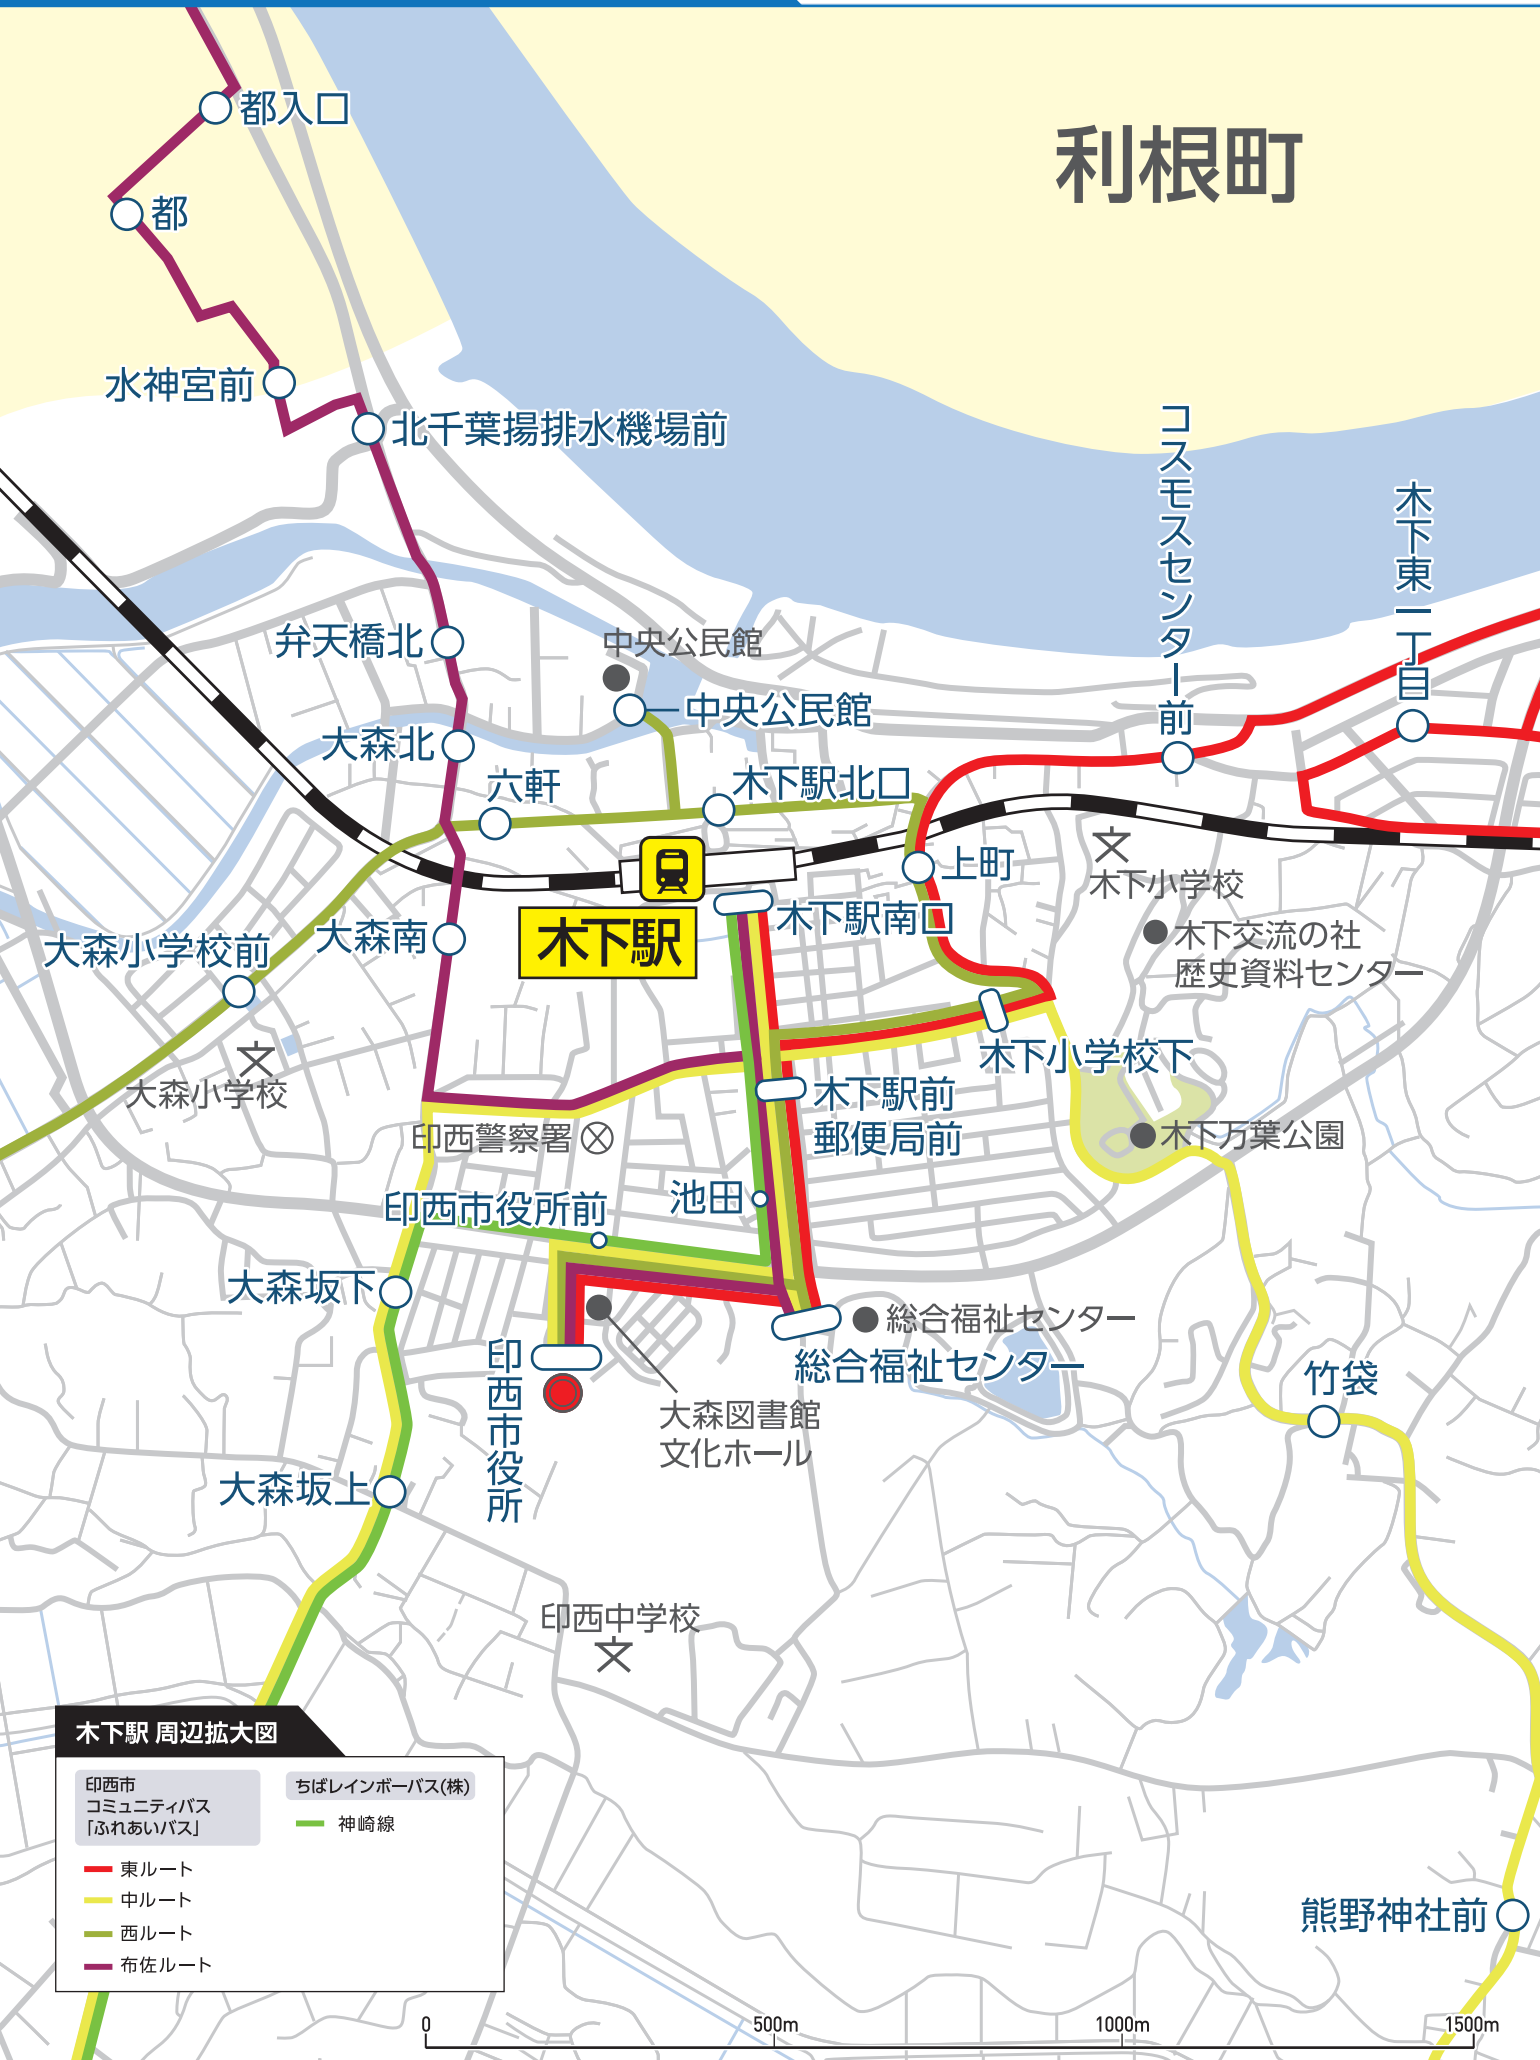 都入口
利根町
都
水神宮前
北千葉揚排水機場前
コスモスセンター前
木下東一丁目
弁天橋北
中央公民館
中央公民館
大森北
六軒
木下駅北口
上町
木下小学校
木下駅南口
大森南
木下駅
大森小学校前
木下交流の社
歴史資料センター
木下小学校下
大森小学校
木下駅前
郵便局前
印西警察署
木下万葉公園
池田
印西市役所前
大森坂下
総合福祉センター
総合福祉センター
印西市役所
竹袋
大森図書館
文化ホール
大森坂上
印西中学校
木下駅 周辺拡大図
印西市
コミュニティバス
「ふれあいバス」
ちばレインボーバス(株)
神崎線
東ルート
中ルート
西ルート
布佐ルート
熊野神社前
0
500m
1000m
1500m